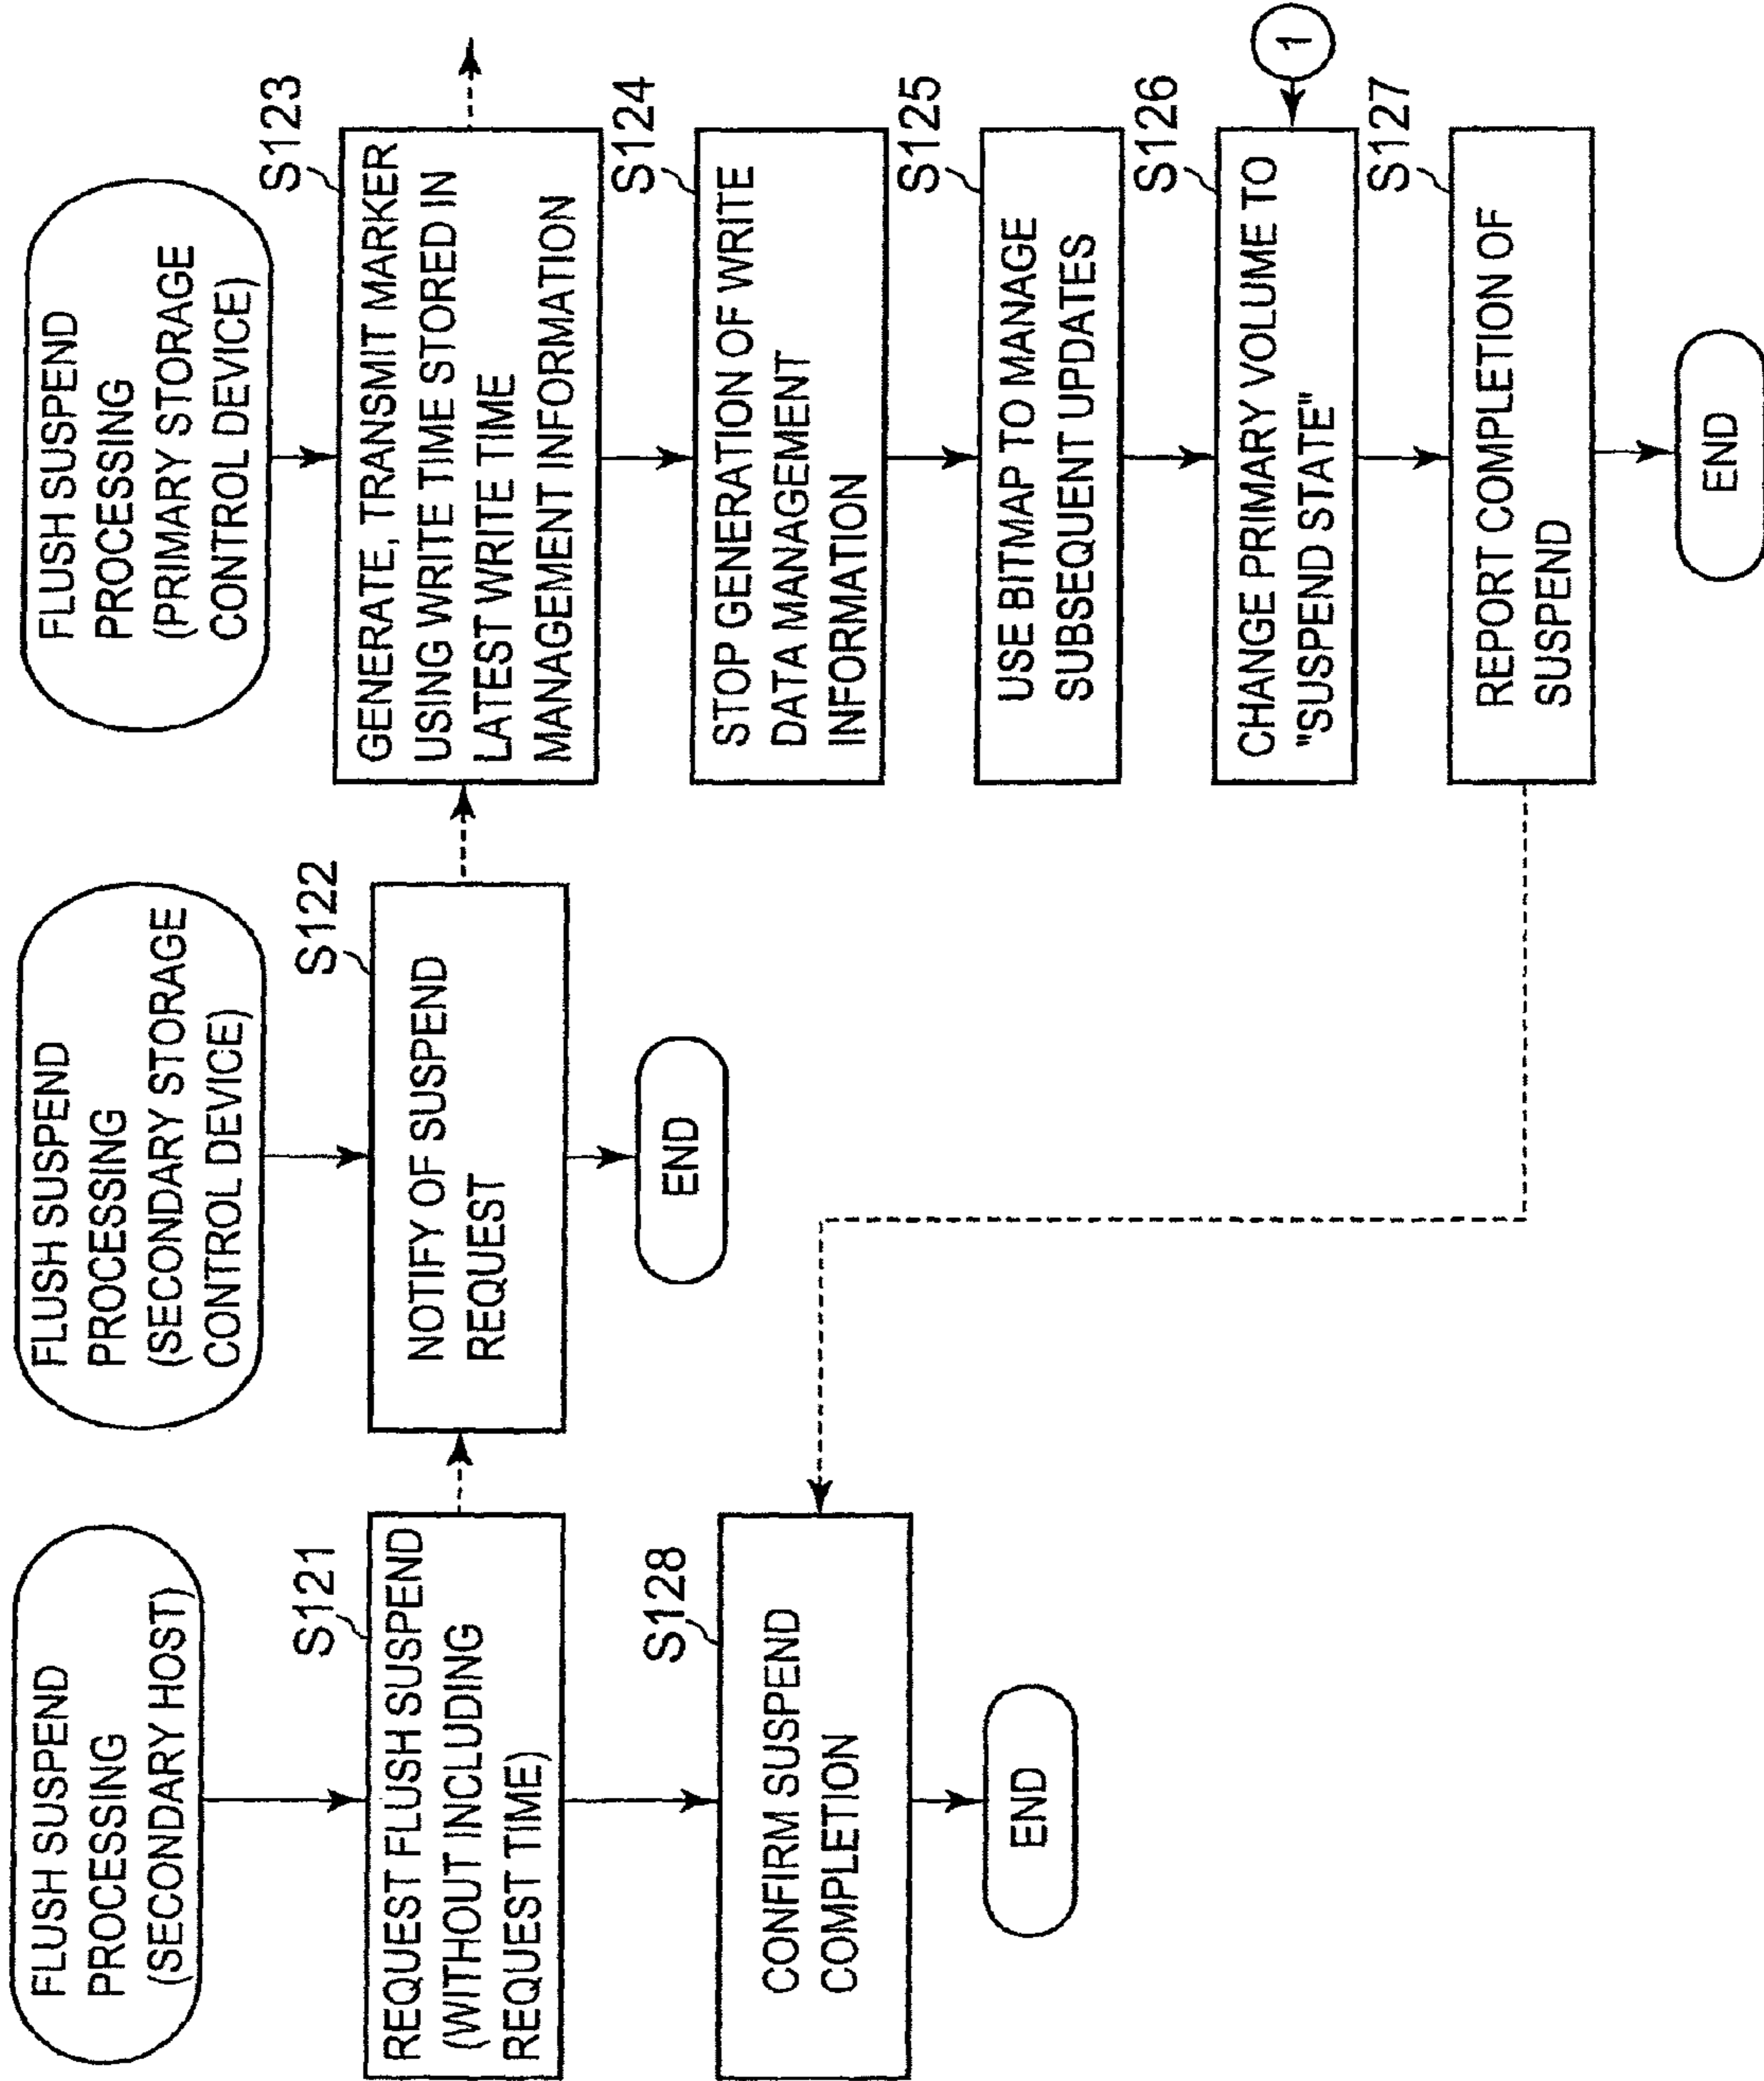 FLUSH SUSPEND
PROCESSING
(SECONDARY HOST)
S121
REQUEST FLUSH SUSPEND
(WITHOUT INCLUDING
REQUEST TIME)
S128
CONFIRM SUSPEND
COMPLETION
END
FLUSH SUSPEND
PROCESSING
(SECONDARY STORAGE
CONTROL DEVICE)
S122
NOTIFY OF SUSPEND
REQUEST
END
FLUSH SUSPEND
PROCESSING
(PRIMARY STORAGE
CONTROL DEVICE)
S123
GENERATE, TRANSMIT MARKER
USING WRITE TIME STORED IN
LATEST WRITE TIME
MANAGEMENT INFORMATION
S124
STOP GENERATION OF WRITE
DATA MANAGEMENT
INFORMATION
S125
USE BITMAP TO MANAGE
SUBSEQUENT UPDATES
S126
CHANGE PRIMARY VOLUME TO
"SUSPEND STATE"
1
S127
REPORT COMPLETION OF
SUSPEND
END